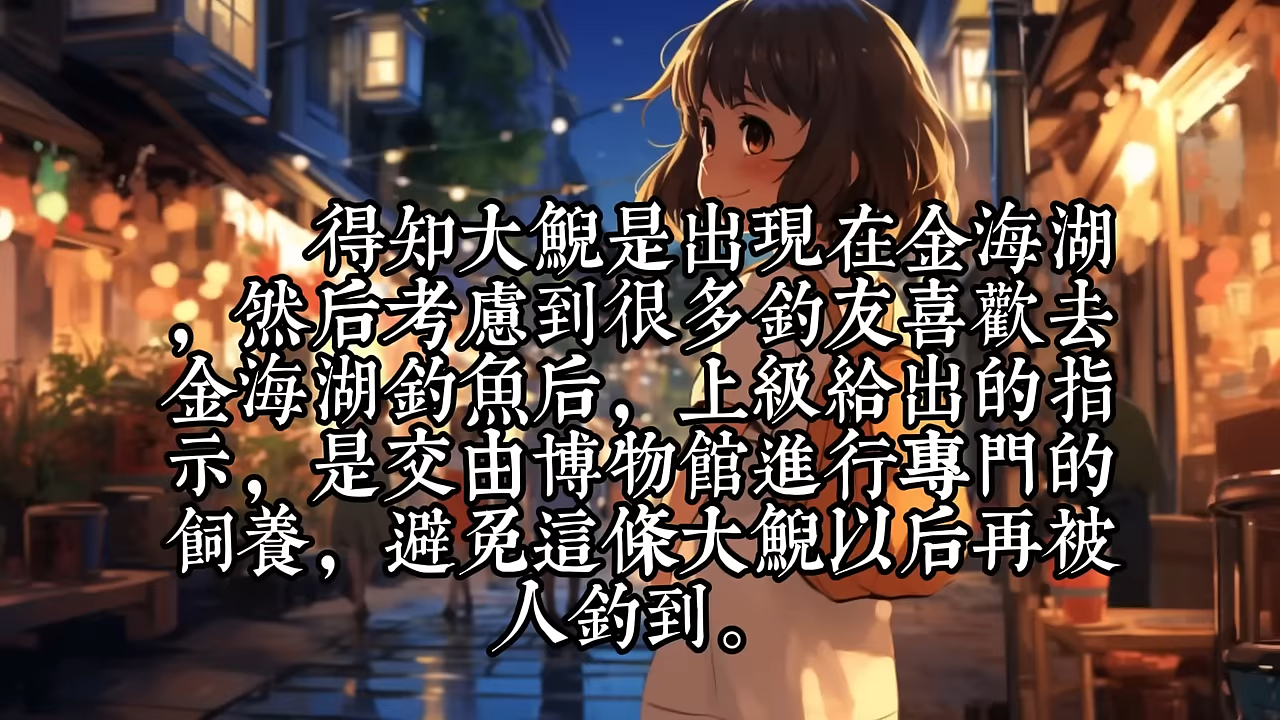 得知大鯢是出現在金海湖
，然后考慮到很多釣友喜歡去
金海湖釣魚后，上級給出的指
示，是交由博物館進行專門的
飼養，避免這條大鯢以后再被
人釣到。